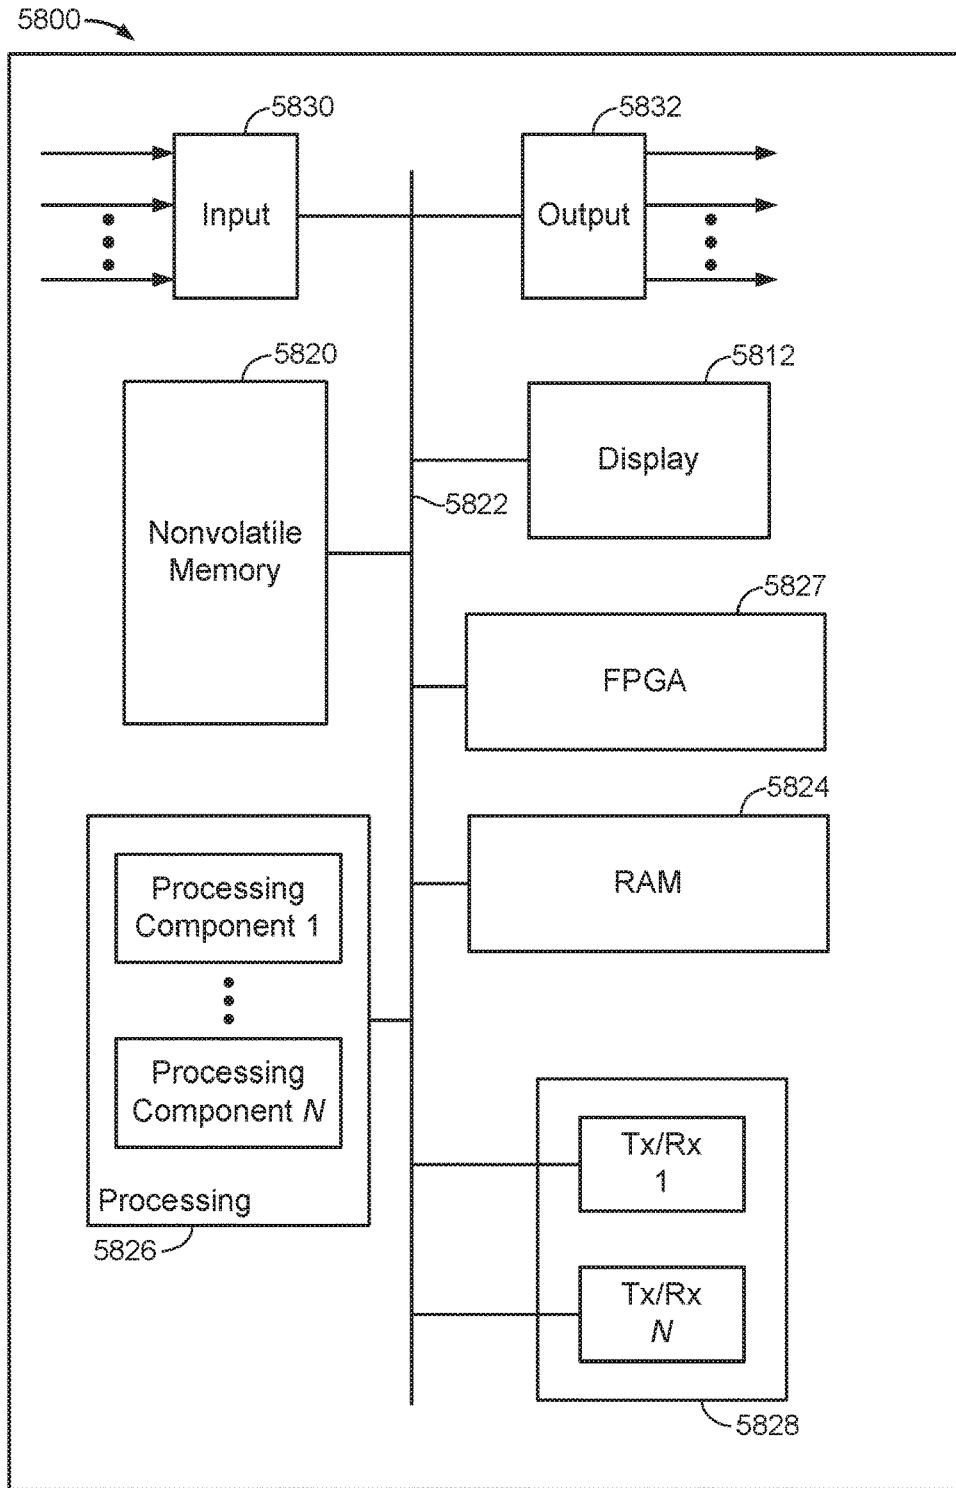 5800
5830
5832
Input
Output
5820
5812
Display
5822
Nonvolatile
Memory
5827
FPGA
5824
RAM
Processing
Component 1
Processing
Component N
Processing
5826
Tx/Rx
1
Tx/Rx
N
5828